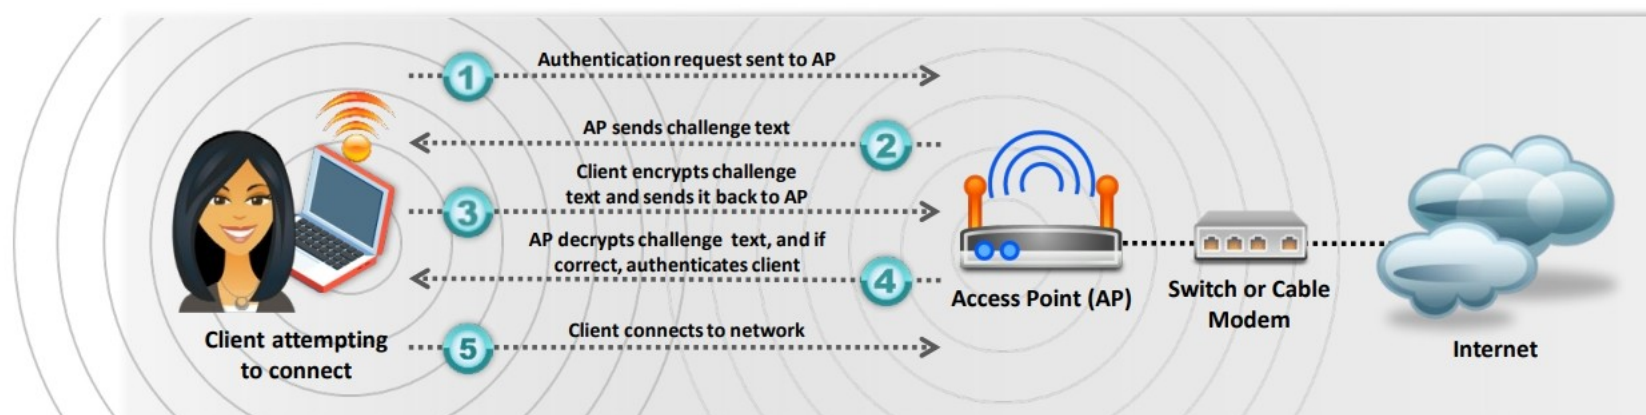 1
Authentication request sent to AP
AP sends challenge text
2
Client encrypts challenge
text and sends it back to AP
3
AP decrypts challenge text, and if
correct, authenticates client
4
Client connects to network
5
Client attempting
to connect
Access Point (AP)
Switch or Cable
Modem
Internet